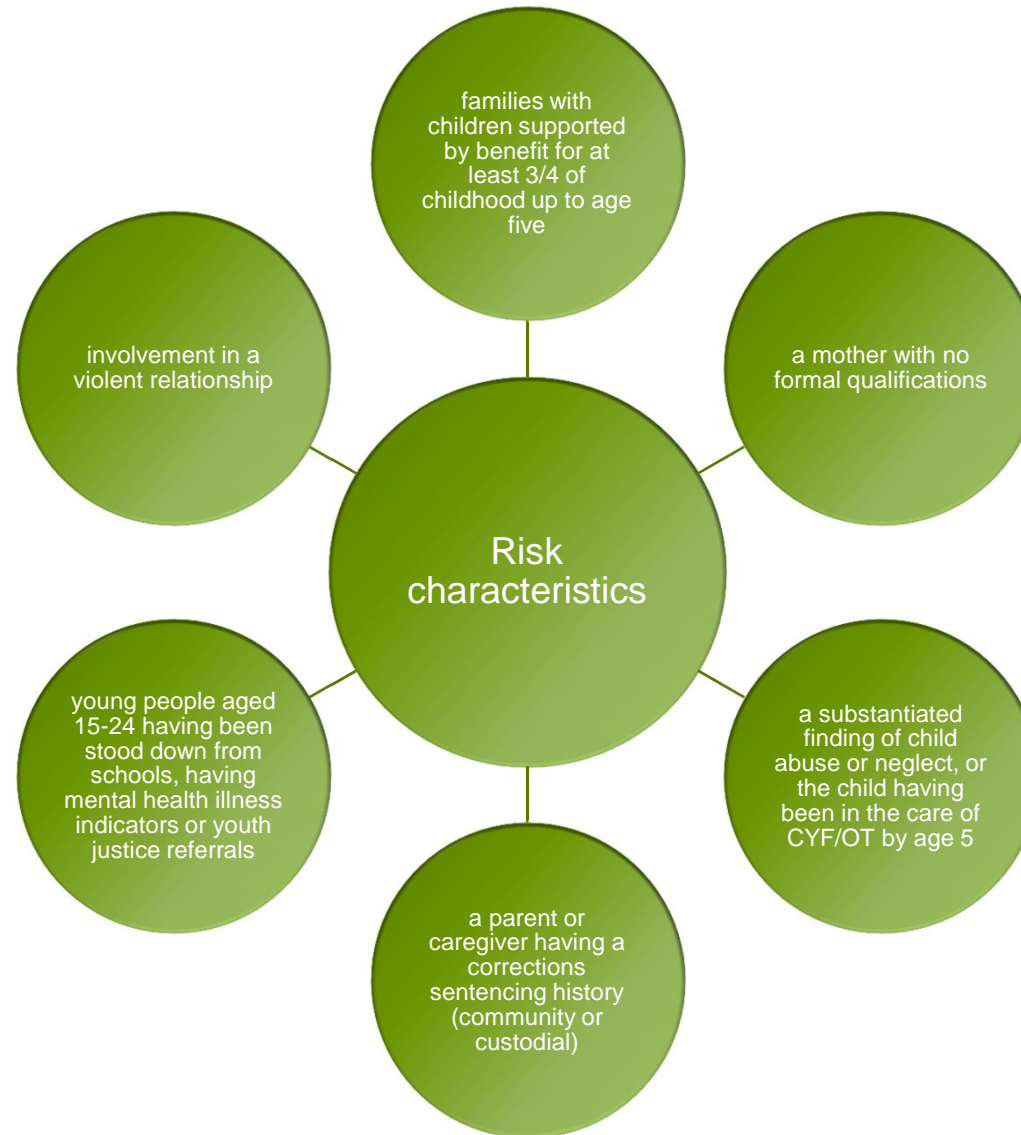 families with
children supported
by benefit for at
least 3/4 of
childhood up to age
five
a mother with no
formal qualifications
a substantiated
finding of child
abuse or neglect, or
the child having
been in the care of
CYF/OT by age 5
a parent or
caregiver having a
corrections
sentencing history
(community or
custodial)
young people aged
15-24 having been
stood down from
schools, having
mental health illness
indicators or youth
justice referrals
involvement in a
violent relationship
Risk
characteristics